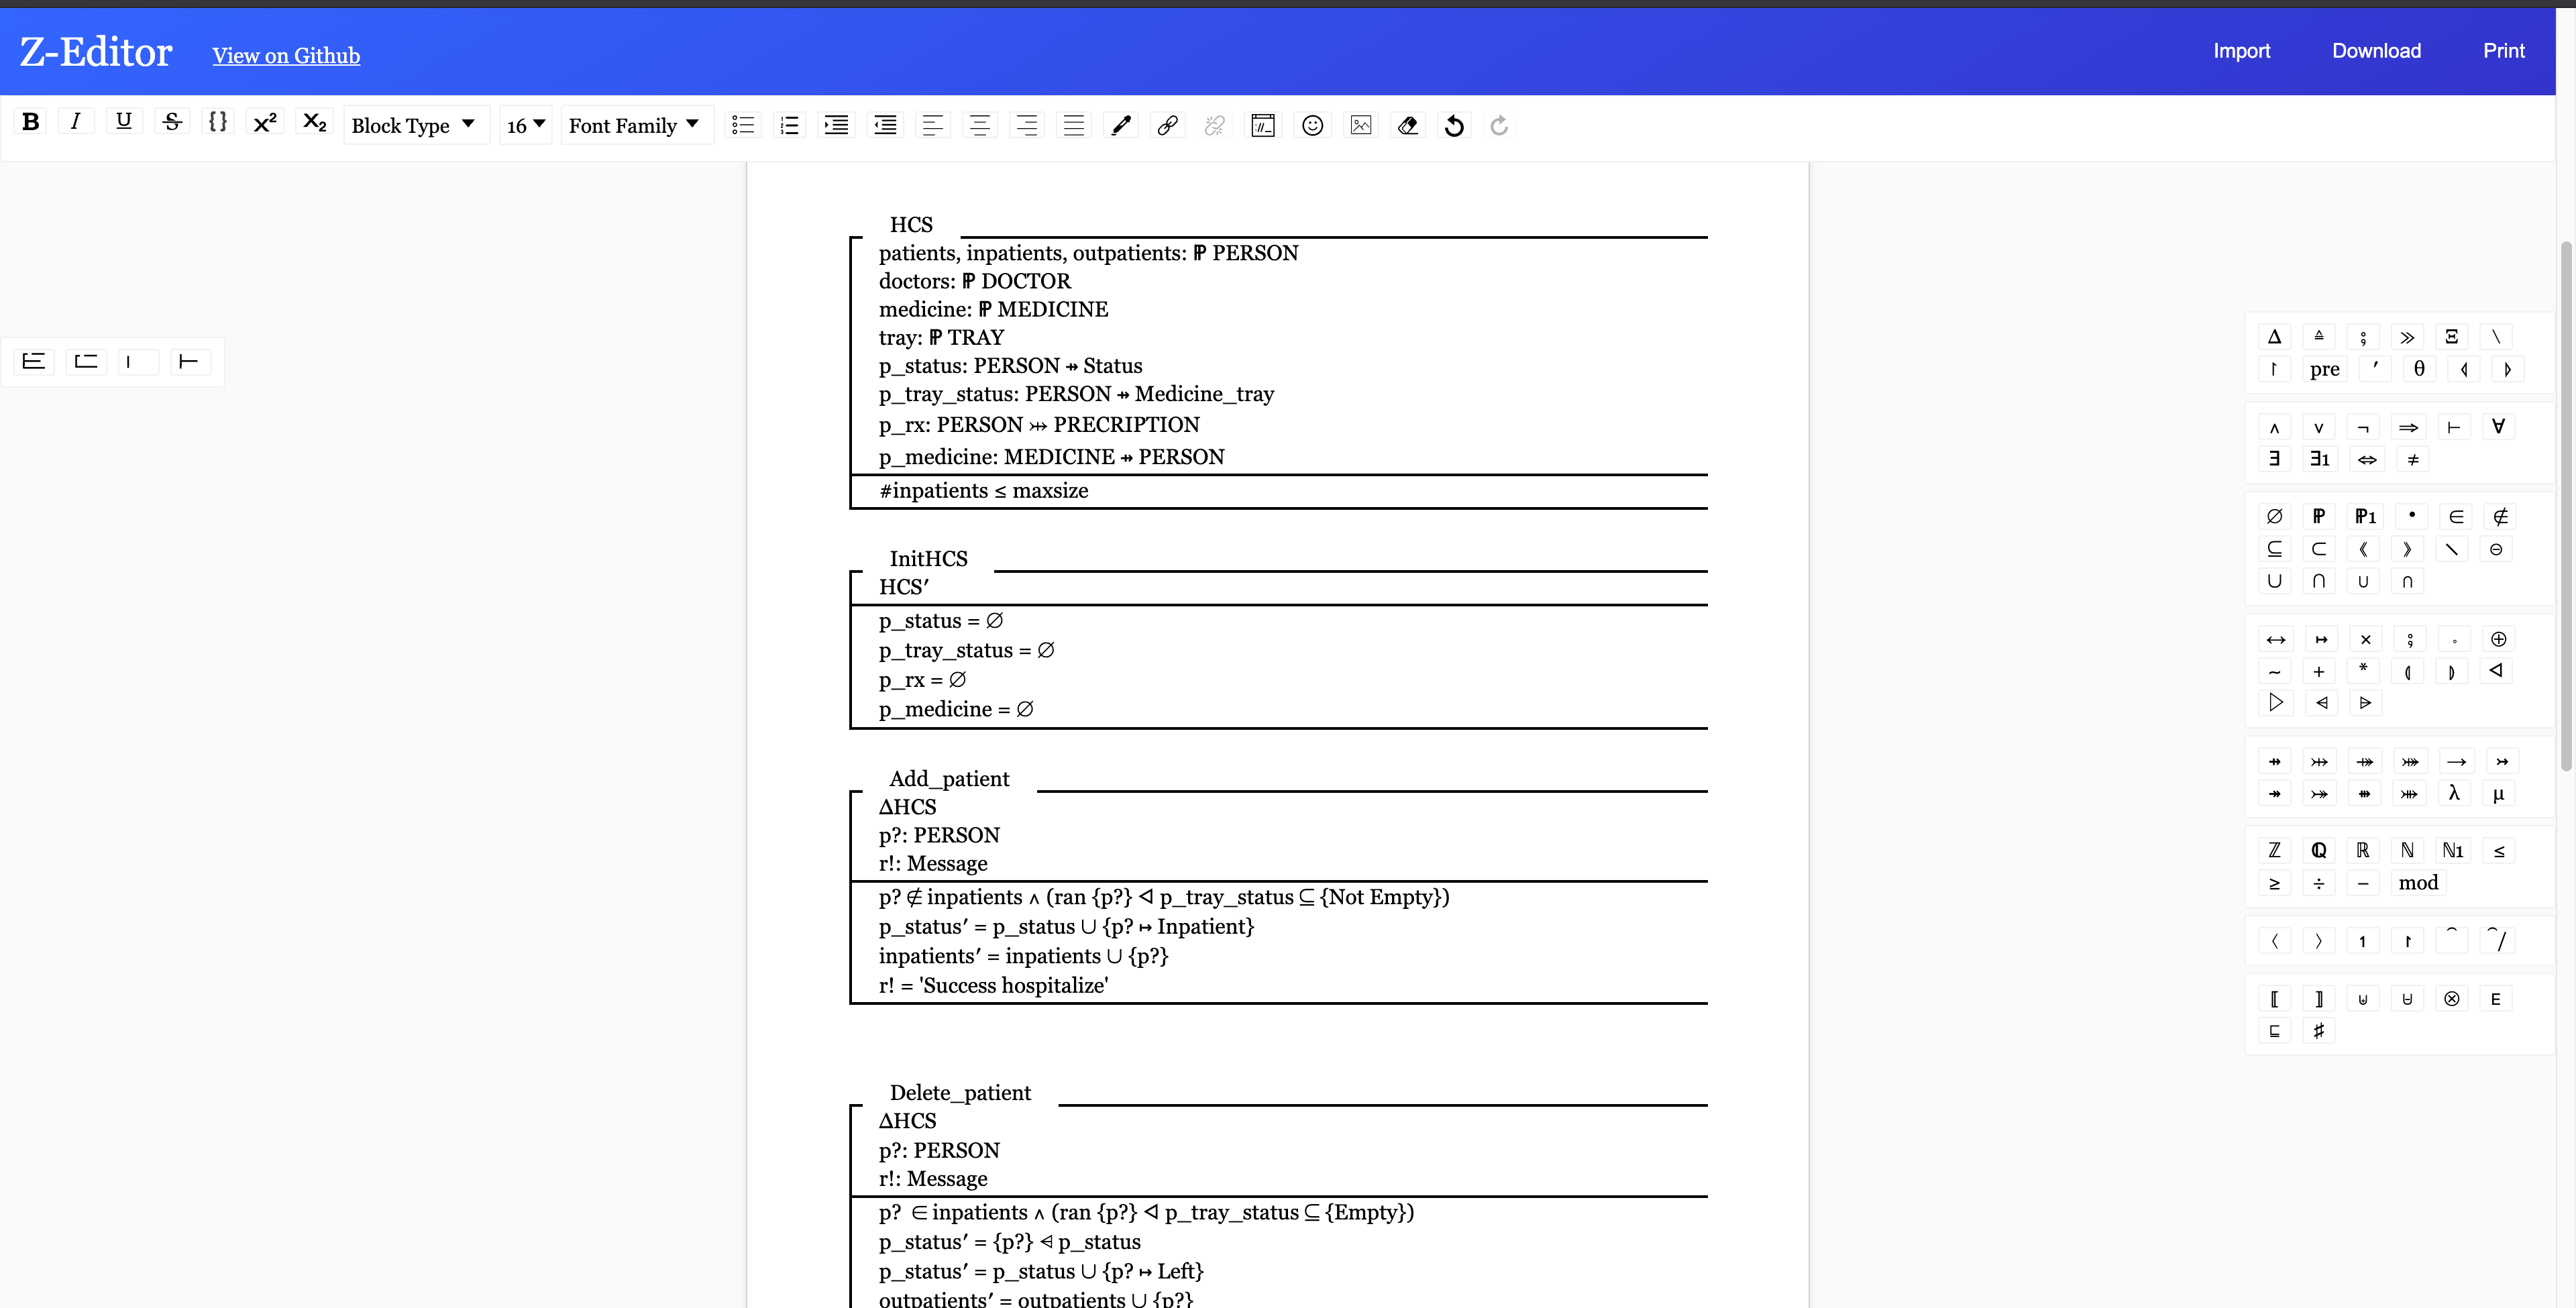 Z-Editor View on Github Import Download Print
B I U S {} X² X₂ Block Type 16 Font Family
HCS
patients, inpatients, outpatients: ℙ PERSON
doctors: ℙ DOCTOR
medicine: ℙ MEDICINE
tray: ℙ TRAY
p_status: PERSON ⇸ Status
p_tray_status: PERSON ⇸ Medicine_tray
p_rx: PERSON ⤔ PRECRIPTION
p_medicine: MEDICINE ⇸ PERSON
#inpatients ≤ maxsize
InitHCS
HCS′
p_status = ∅
p_tray_status = ∅
p_rx = ∅
p_medicine = ∅
Add_patient
ΔHCS
p?: PERSON
r!: Message
p? ∉ inpatients ∧ (ran {p?} ◁ p_tray_status ⊆ {Not Empty})
p_status′ = p_status ∪ {p? ↦ Inpatient}
inpatients′ = inpatients ∪ {p?}
r! = 'Success hospitalize'
Delete_patient
ΔHCS
p?: PERSON
r!: Message
p? ∈ inpatients ∧ (ran {p?} ◁ p_tray_status ⊆ {Empty})
p_status′ = {p?} ⩤ p_status
p_status′ = p_status ∪ {p? ↦ Left}
outpatients′ = outpatients ∪ {p?}
Δ ≙ ⨟ ≫ Ξ \
↾ pre ′ θ
∧ ∨ ¬ ⇒ ⊢ ∀
∃ ∃1 ⇔ ≠
∅ ℙ ℙ1 • ∈ ∉
⊆ ⊂ ⟪ ⟫ \ ⊖
∪ ∩ ∪ ∩
↔ ↦ × ⨟ ∘ ⊕
~ + * ⦇ ⦈ ◁
▷ ⩤ ⩥
⇸ ⤔ ⤀ ⤗ → ↣
↠ ⤖ ⇻ ⤕ λ μ
ℤ ℚ ℝ ℕ ℕ1 ≤
≥ ÷ − mod
⟨ ⟩ ↿ ↾ ⁀ ⁀/
⟦ ⟧ ⊎ ⊗ E
⊑ ♯